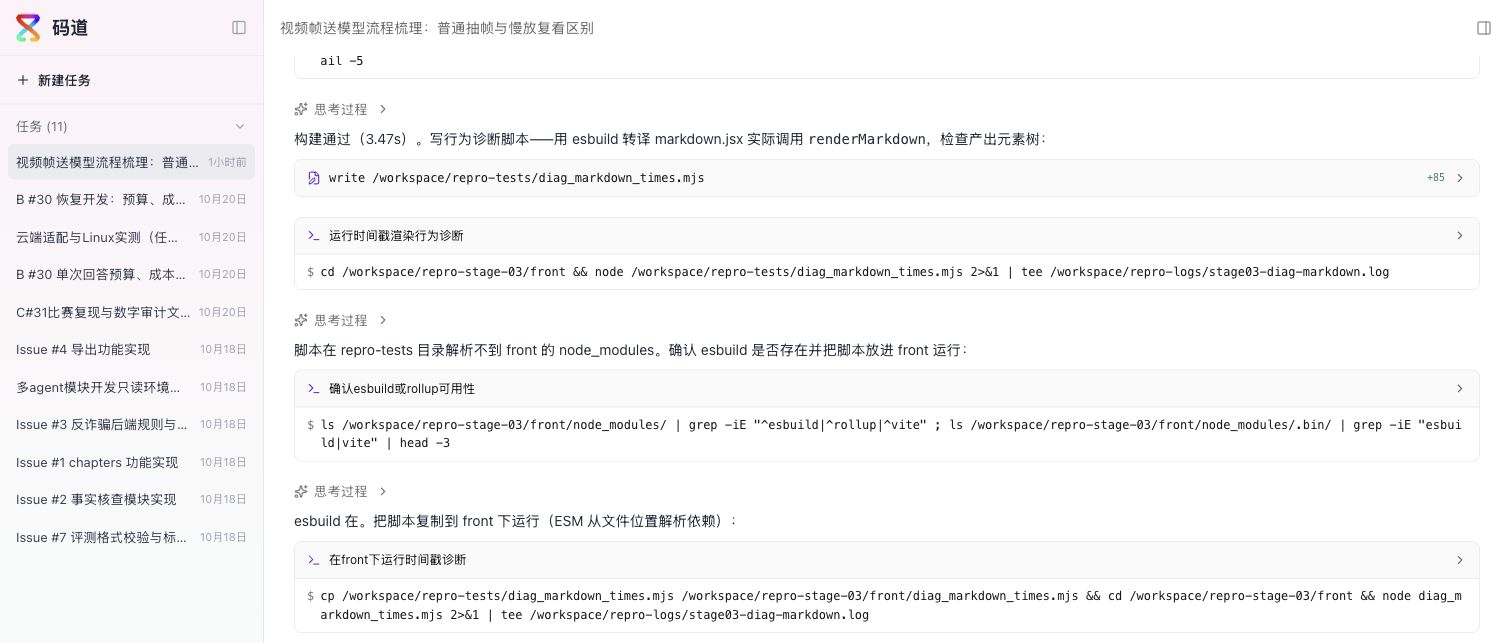 码道
新建任务
任务 (11)
视频帧送模型流程梳理：普通... 1小时前
B #30 恢复开发：预算、成... 10月20日
云端适配与Linux实测（任... 10月20日
B #30 单次回答预算、成本... 10月20日
C#31比赛复现与数字审计文... 10月20日
Issue #4 导出功能实现 10月18日
多agent模块开发只读环境... 10月18日
Issue #3 反诈骗后端规则与... 10月18日
Issue #1 chapters 功能实现 10月18日
Issue #2 事实核查模块实现 10月18日
Issue #7 评测格式校验与标... 10月18日
视频帧送模型流程梳理：普通抽帧与慢放复看区别
ail -5
思考过程
构建通过（3.47s）。写行为诊断脚本——用 esbuild 转译 markdown.jsx 实际调用 renderMarkdown，检查产出元素树：
write /workspace/repro-tests/diag_markdown_times.mjs +85
运行时间戳渲染行为诊断
$ cd /workspace/repro-stage-03/front && node /workspace/repro-tests/diag_markdown_times.mjs 2>&1 | tee /workspace/repro-logs/stage03-diag-markdown.log
思考过程
脚本在 repro-tests 目录解析不到 front 的 node_modules。确认 esbuild 是否存在并把脚本放进 front 运行：
确认esbuild或rollup可用性
$ ls /workspace/repro-stage-03/front/node_modules/ | grep -iE "^esbuild|^rollup|^vite" ; ls /workspace/repro-stage-03/front/node_modules/.bin/ | grep -iE "esbui
ld|vite" | head -3
思考过程
esbuild 在。把脚本复制到 front 下运行（ESM 从文件位置解析依赖）：
在front下运行时间戳诊断
$ cp /workspace/repro-tests/diag_markdown_times.mjs /workspace/repro-stage-03/front/diag_markdown_times.mjs && cd /workspace/repro-stage-03/front && node diag_m
arkdown_times.mjs 2>&1 | tee /workspace/repro-logs/stage03-diag-markdown.log